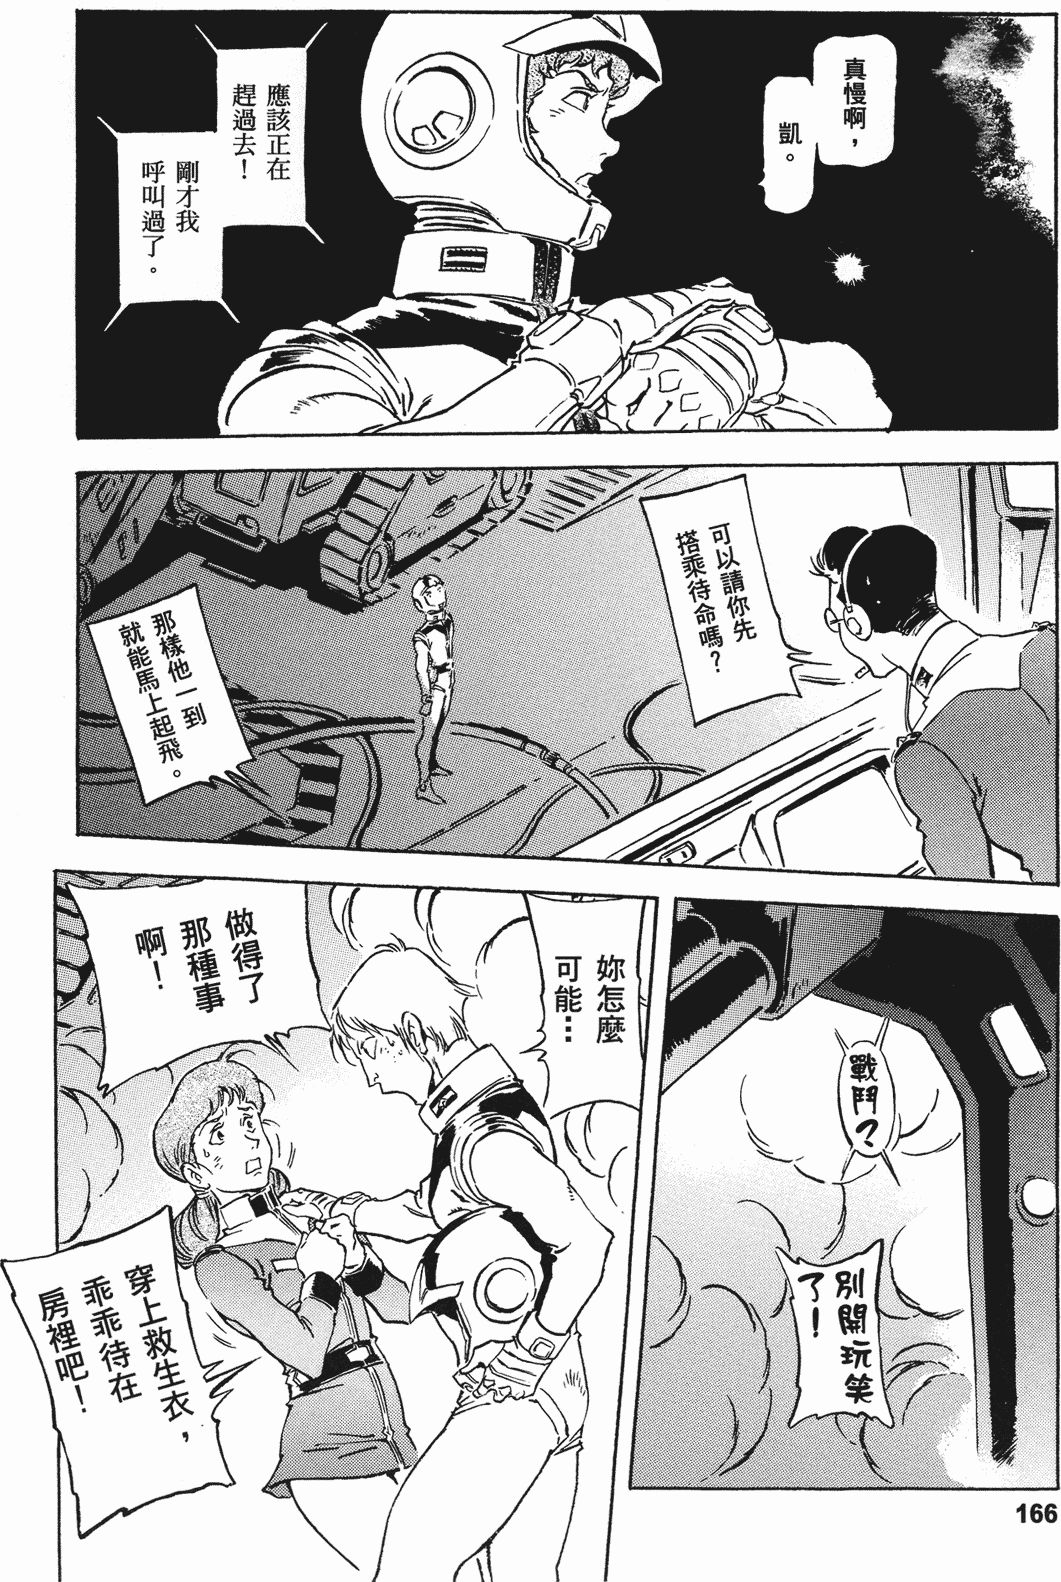 真慢啊，
凱。
應該正在
趕過去！
剛才我
呼叫過了。
可以請你先
搭乘待命嗎？
那樣他一到
就能馬上起飛。
戰鬥？
別開玩笑
了！
妳怎麼
可能…
做得了
那種事
啊！
穿上救生衣，
乖乖待在
房裡吧！
166